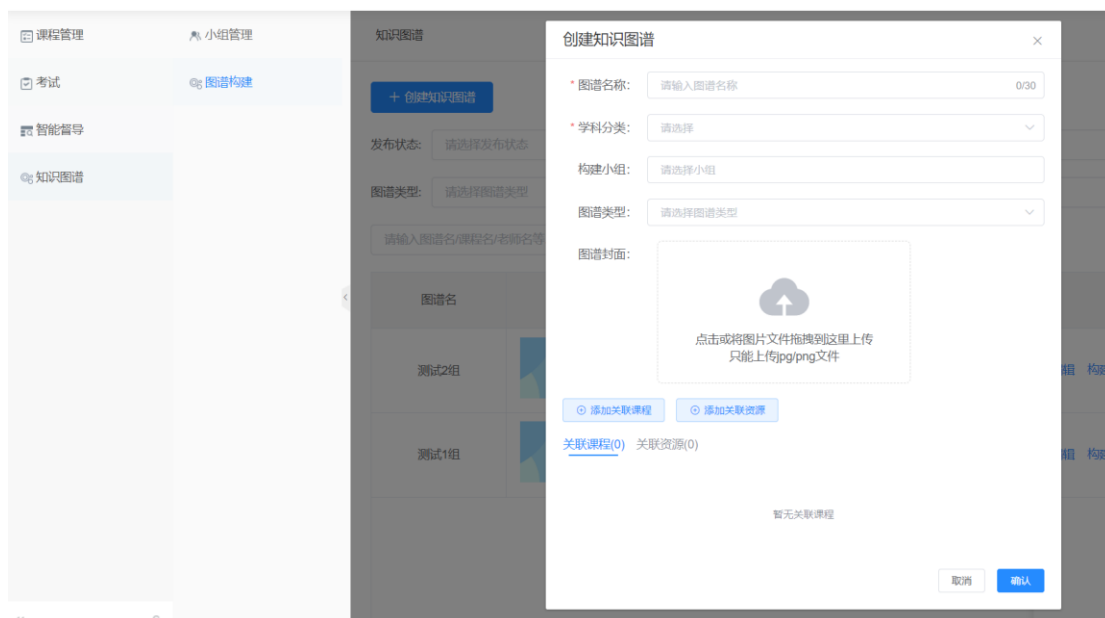 课程管理
考试
智能督导
知识图谱
小组管理
图谱构建
知识图谱
+ 创建知识图谱
发布状态: 请选择发布状态
图谱类型: 请选择图谱类型
请输入图谱名/课程名/老师名等
图谱名
测试2组
测试1组
创建知识图谱
* 图谱名称: 请输入图谱名称 0/30
* 学科分类: 请选择
构建小组: 请选择小组
图谱类型: 请选择图谱类型
图谱封面:
点击或将图片文件拖拽到这里上传
只能上传jpg/png文件
添加关联课程 添加关联资源
关联课程(0) 关联资源(0)
暂无关联课程
取消 确认